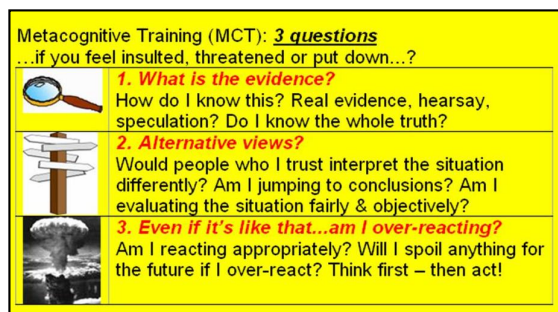 Metacognitive Training (MCT): 3 questions
…if you feel insulted, threatened or put down...?
1. What is the evidence?
How do I know this? Real evidence, hearsay,
speculation? Do I know the whole truth?
2. Alternative views?
Would people who I trust interpret the situation
differently? Am I jumping to conclusions? Am I
evaluating the situation fairly & objectively?
3. Even if it's like that...am I over-reacting?
Am I reacting appropriately? Will I spoil anything for
the future if I over-react? Think first – then act!